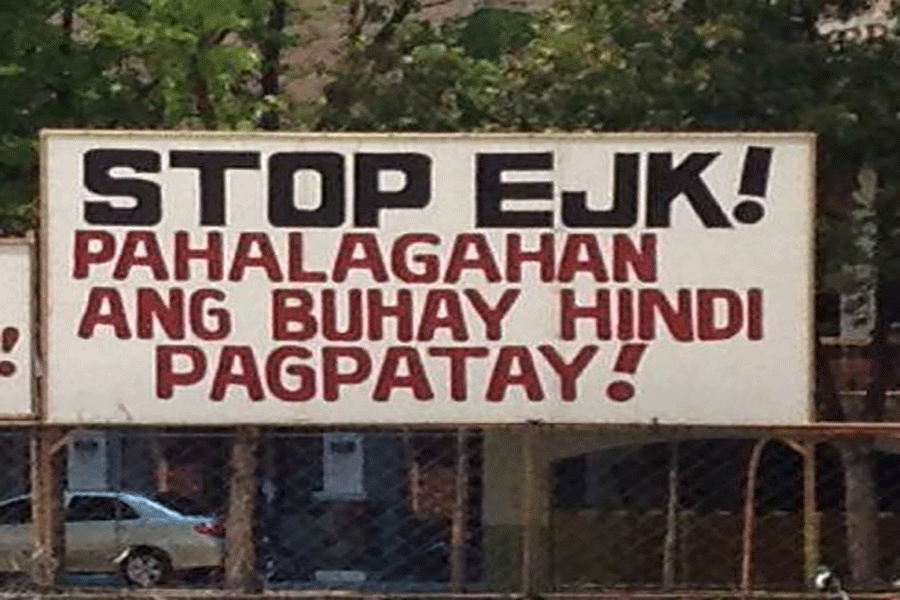 STOP EJK!
PAHALAGAHAN
ANG BUHAY HINDI
PAGPATAY!
!